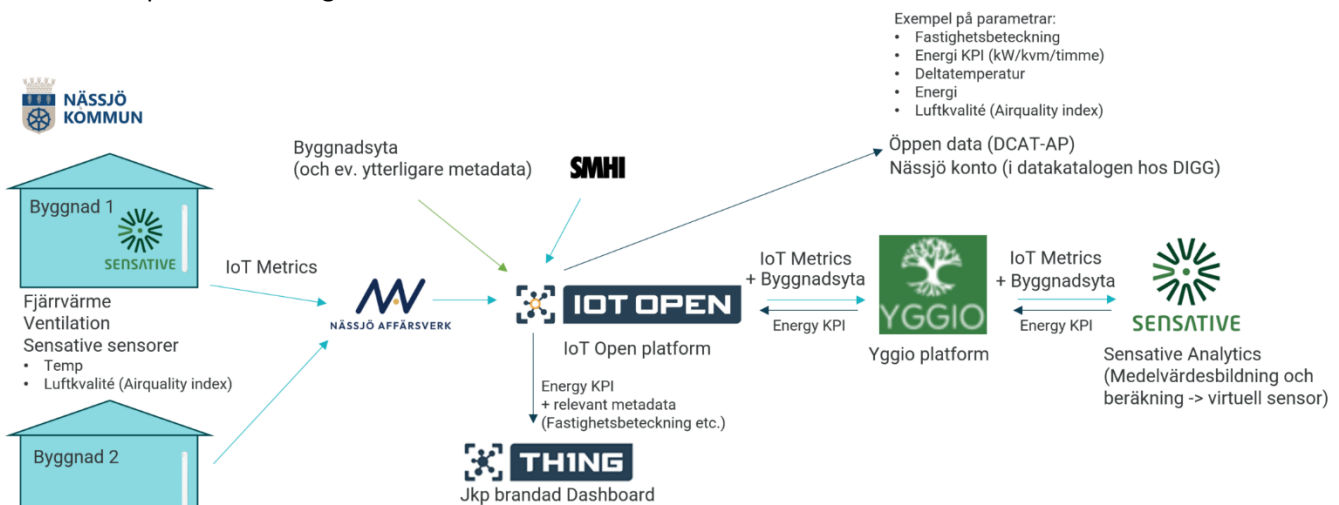 Exempel på parametrar:
• Fastighetsbeteckning
• Energi KPI (kW/kvm/timme)
• Deltatemperatur
• Energi
• Luftkvalité (Airquality index)
Öppen data (DCAT-AP)
Nässjö konto (i datakatalogen hos DIGG)
NÄSSJÖ
KOMMUN
Byggnadsyta
(och ev. ytterligare metadata)
SMHI
Byggnad 1
SENSATIVE
IoT Metrics
Fjärrvärme
Ventilation
Sensative sensorer
• Temp
• Luftkvalité (Airquality index)
Byggnad 2
NÄSSJÖ AFFÄRSVERK
IOT OPEN
IoT Open platform
IoT Metrics
+ Byggnadsyta
Energy KPI
YGGIO
Yggio platform
IoT Metrics
+ Byggnadsyta
Energy KPI
SENSATIVE
Sensative Analytics
(Medelvärdesbildning och
beräkning -> virtuell sensor)
Energy KPI
+ relevant metadata
(Fastighetsbeteckning etc.)
TH1NG
Jkp brandad Dashboard